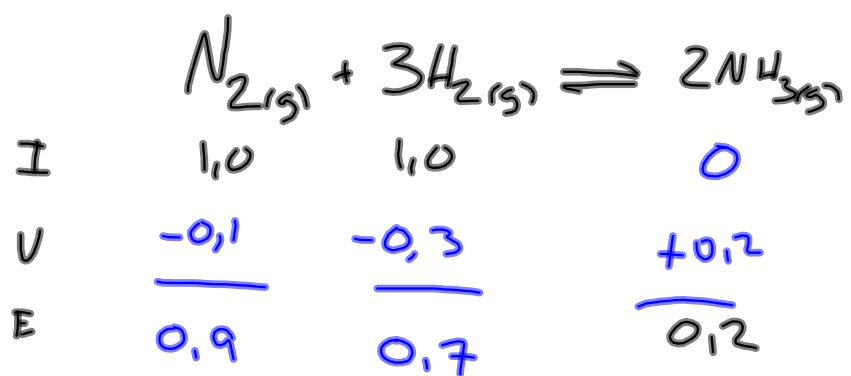 N₂(g) + 3H₂(g) ⇌ 2NH₃(g)
I 1,0 1,0 0
V -0,1 -0,3 +0,2
E 0,9 0,7 0,2